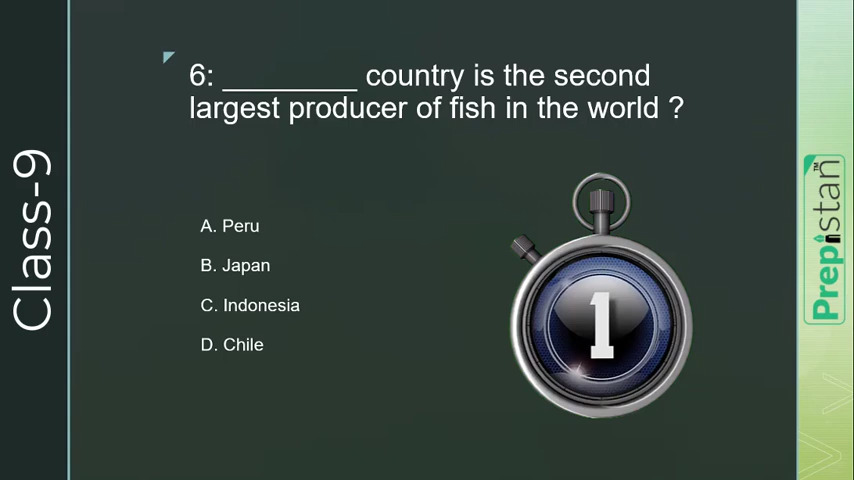 Class-9
6: ________ country is the second
largest producer of fish in the world ?
A. Peru
B. Japan
C. Indonesia
D. Chile
1
Prepistan™